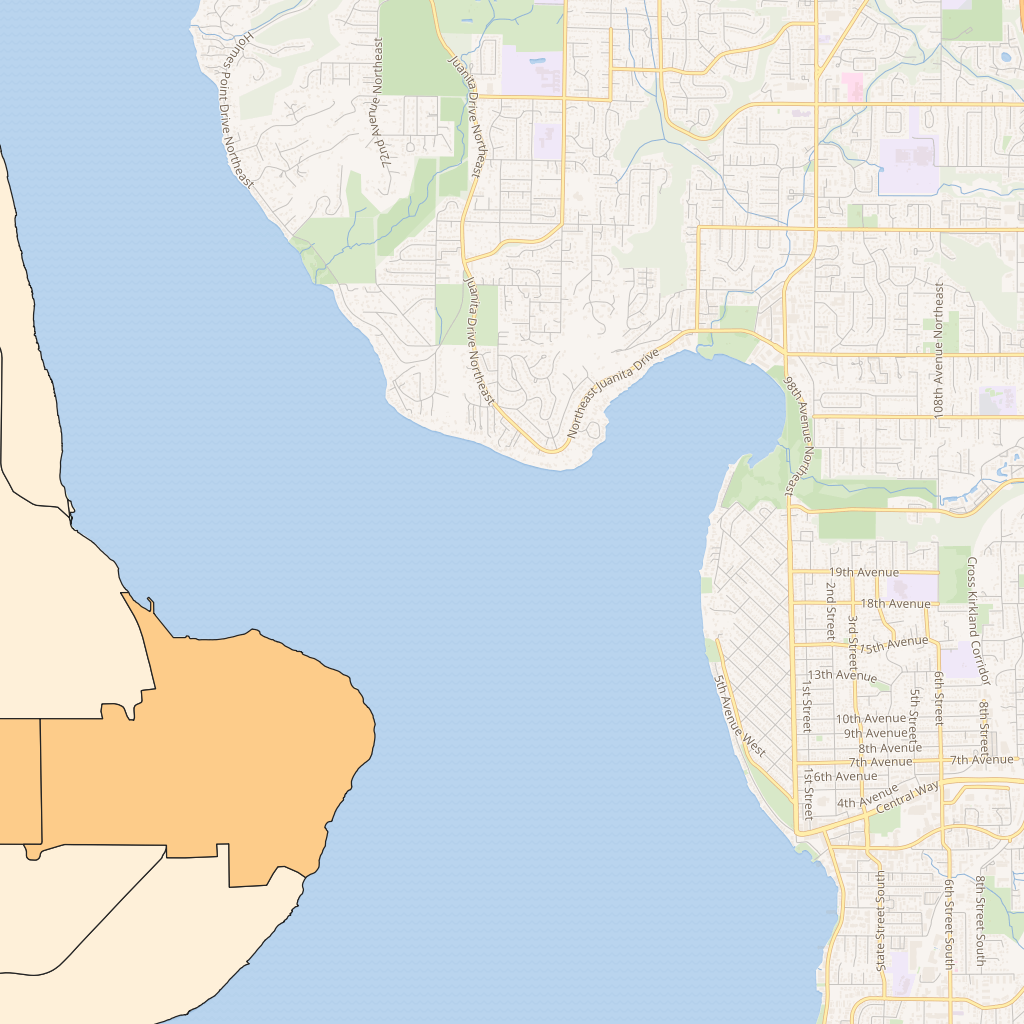 Holmes Point Drive Northeast
72nd Avenue Northeast
Juanita Drive Northeast
Juanita Drive Northeast
Northeast Juanita Drive
98th Avenue Northeast
108th Avenue Northeast
19th Avenue
18th Avenue
2nd Street
3rd Street
15th Avenue
Cross Kirkland Corridor
13th Avenue
5th Avenue West
1st Street
5th Street
6th Street
8th Street
10th Avenue
9th Avenue
8th Avenue
7th Avenue
7th Avenue
6th Avenue
1st Street
4th Avenue
Central Way
State Street South
6th Street South
8th Street South